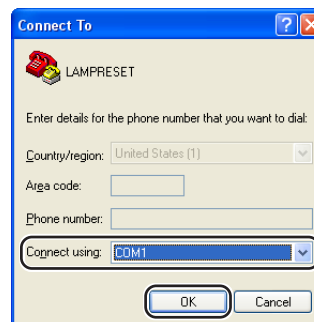 Connect To
LAMPRESET
Enter details for the phone number that you want to dial:
Country/region: United States (1)
Area code:
Phone number:
Connect using: COM1
OK Cancel